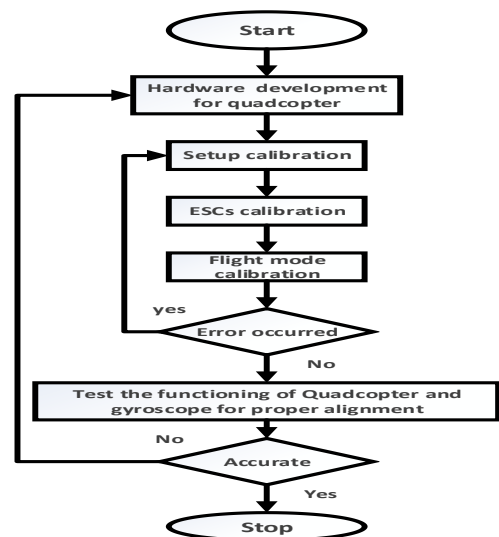 Start
Hardware development
for quadcopter
Setup calibration
ESCs calibration
Flight mode
calibration
yes
Error occurred
No
Test the functioning of Quadcopter and
gyroscope for proper alignment
No
Accurate
Yes
Stop